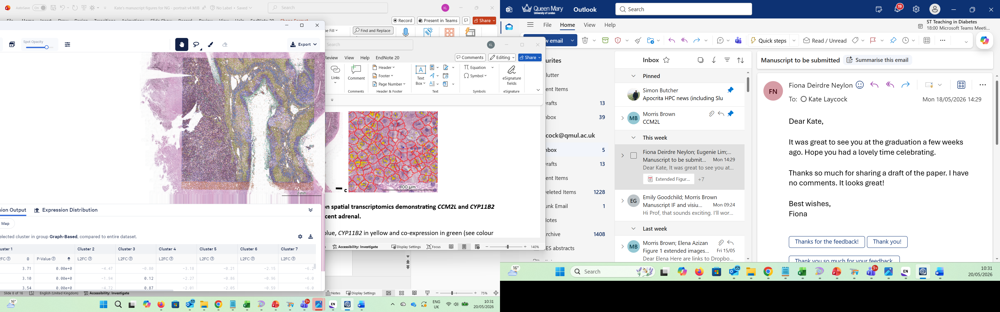 AutoSave
On
Kate's manuscript figures for NG - portrait v4 MJB
No Label • Saved
Search
KL
Record
Present in Teams
Share
Find and Replace
Spot Opacity
Export
2 mm
Expression Distribution
Map
elected cluster in group Graph-Based, compared to entire dataset.
Cluster 2
Cluster 3
Cluster 4
Cluster 5
Cluster 6
Cluster 7
P-Value
L2FC
L2FC
L2FC
L2FC
L2FC
L2FC
3.71 0.00e+0 -4.47 -0.80 -3.18 -0.21 -2.15 -6.2
3.10 0.00e+0 -1.94 0.12 -2.27 -0.86 -0.96 -6.0
3.54 0.00e+0 -4.72 0.87 -2.01 -2.05 -0.59 -6.0
Slide 8 of 16
English (United Kingdom)
Accessibility: Investigate
Notes
Display Settings
75%
Search
KL
View
Help
EndNote 20
Comments
Editing
Share
Links
Comment
Comments
Header
Footer
Page Number
Header & Footer
Text
Box
Text
Equation
Symbol
Symbols
eSignature
fields
eSignature
c
100 µm
on spatial transcriptomics demonstrating CCM2L and CYP11B2
cent adrenal.
blue, CYP11B2 in yellow and co-expression in green (see colour
Accessibility: Investigate
Display Settings
Focus
140%
16°
9+
EN
ENG
UK
10:31
20/05/2026
Queen Mary
University of London
Outlook
Search
19
File
Home
View
Help
ST Teaching in Diabetes
18:00 Microsoft Teams Meeti...
w email
Quick steps
Read / Unread
urites
lutter
ent Items
rafts 13
nbox 39
cock@qmul.ac.uk
nbox 5
rafts 13
ent Items
eleted Items 1228
unk Email 1
lotes
rchive 1408
ES abstracts
Inbox
Pinned
Simon Butcher
Apocrita HPC news (including Slu
MB
Morris Brown
CCM2L
This week
Fiona Deirdre Neylon; Eugenie Lim;...
Manuscript to be submit... Mon 14:29
Dear Kate, It was great to see you at...
Extended Figur... +7
EG
Emily Goodchild; Morris Brown
Manuscript IF and visiu... Mon 09:24
Hi Prof, that sounds exciting. I'll wor...
Last week
MB
Morris Brown; Elena Azizan
Figure 1 extended images... Fri 15/05
Dear Elena Here are links to Dropbo...
Manuscript to be submitted
Summarise this email
FN
Fiona Deirdre Neylon
To: Kate Laycock
Mon 18/05/2026 14:29
Dear Kate,
It was great to see you at the graduation a few weeks
ago. Hope you had a lovely time celebrating.
Thanks so much for sharing a draft of the paper. I have
no comments. It looks great!
Best wishes,
Fiona
Thanks for the feedback!
Thank you!
Thank you so much for your feedback
16°
Search
9+
EN
10:31
20/05/2026